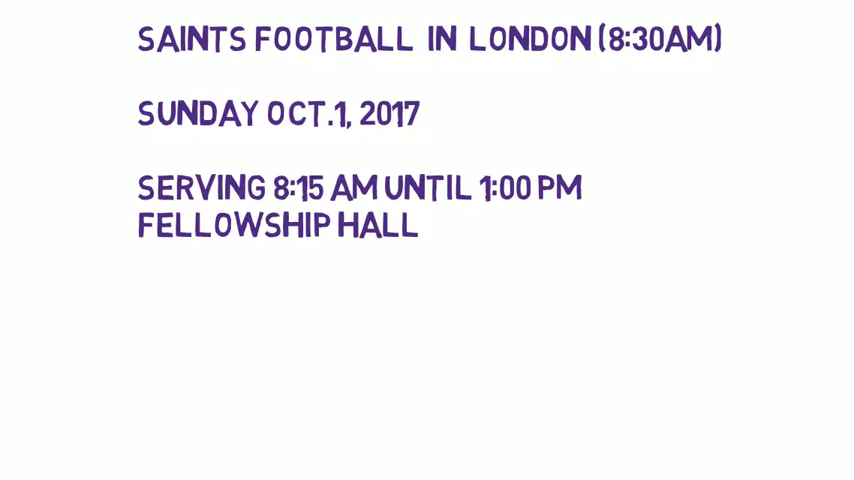 SAINTS FOOTBALL IN LONDON (8:30AM)
SUNDAY OCT.1, 2017
SERVING 8:15 AM UNTIL 1:00 PM
FELLOWSHIP HALL